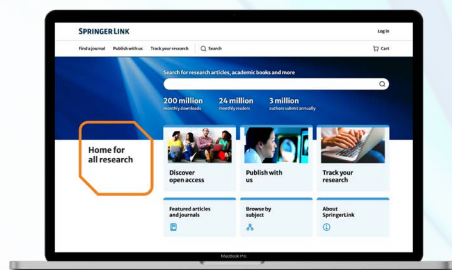 SPRINGER LINK
Log in
Find a journal Publish with us Track your research Search
Cart
Search for research articles, academic books and more
200 million 24 million 3 million
monthly downloads monthly readers authors submit annually
Home for
all research
Discover
open access
Publish with
us
Track your
research
Featured articles
and journals
Browse by
subject
About
SpringerLink
MacBook Pro